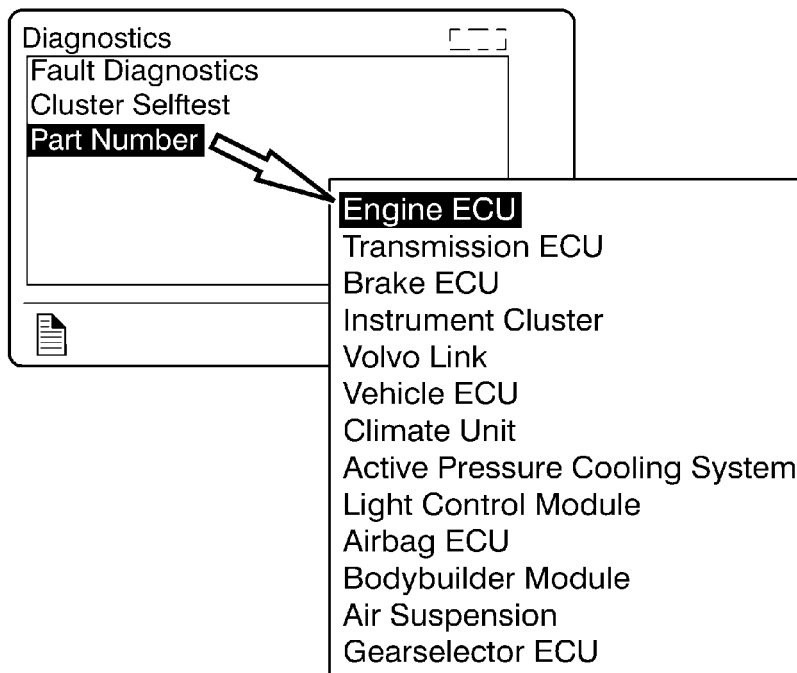 Diagnostics
Fault Diagnostics
Cluster Selftest
Part Number
Engine ECU
Transmission ECU
Brake ECU
Instrument Cluster
Volvo Link
Vehicle ECU
Climate Unit
Active Pressure Cooling System
Light Control Module
Airbag ECU
Bodybuilder Module
Air Suspension
Gearselector ECU